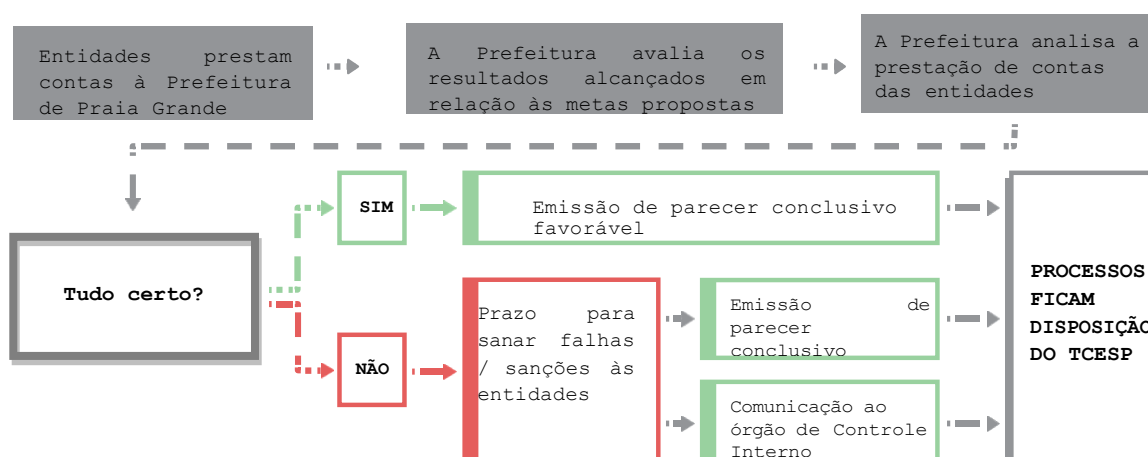 Entidades prestam
contas à Prefeitura
de Praia Grande
A Prefeitura avalia os
resultados alcançados em
relação às metas propostas
A Prefeitura analisa a
prestação de contas
das entidades
Tudo certo?
SIM
Emissão de parecer conclusivo
favorável
NÃO
Prazo para
sanar falhas
/ sanções às
entidades
Emissão de
parecer
conclusivo
Comunicação ao
órgão de Controle
Interno
PROCESSOS
FICAM
DISPOSIÇÃO
DO TCESP